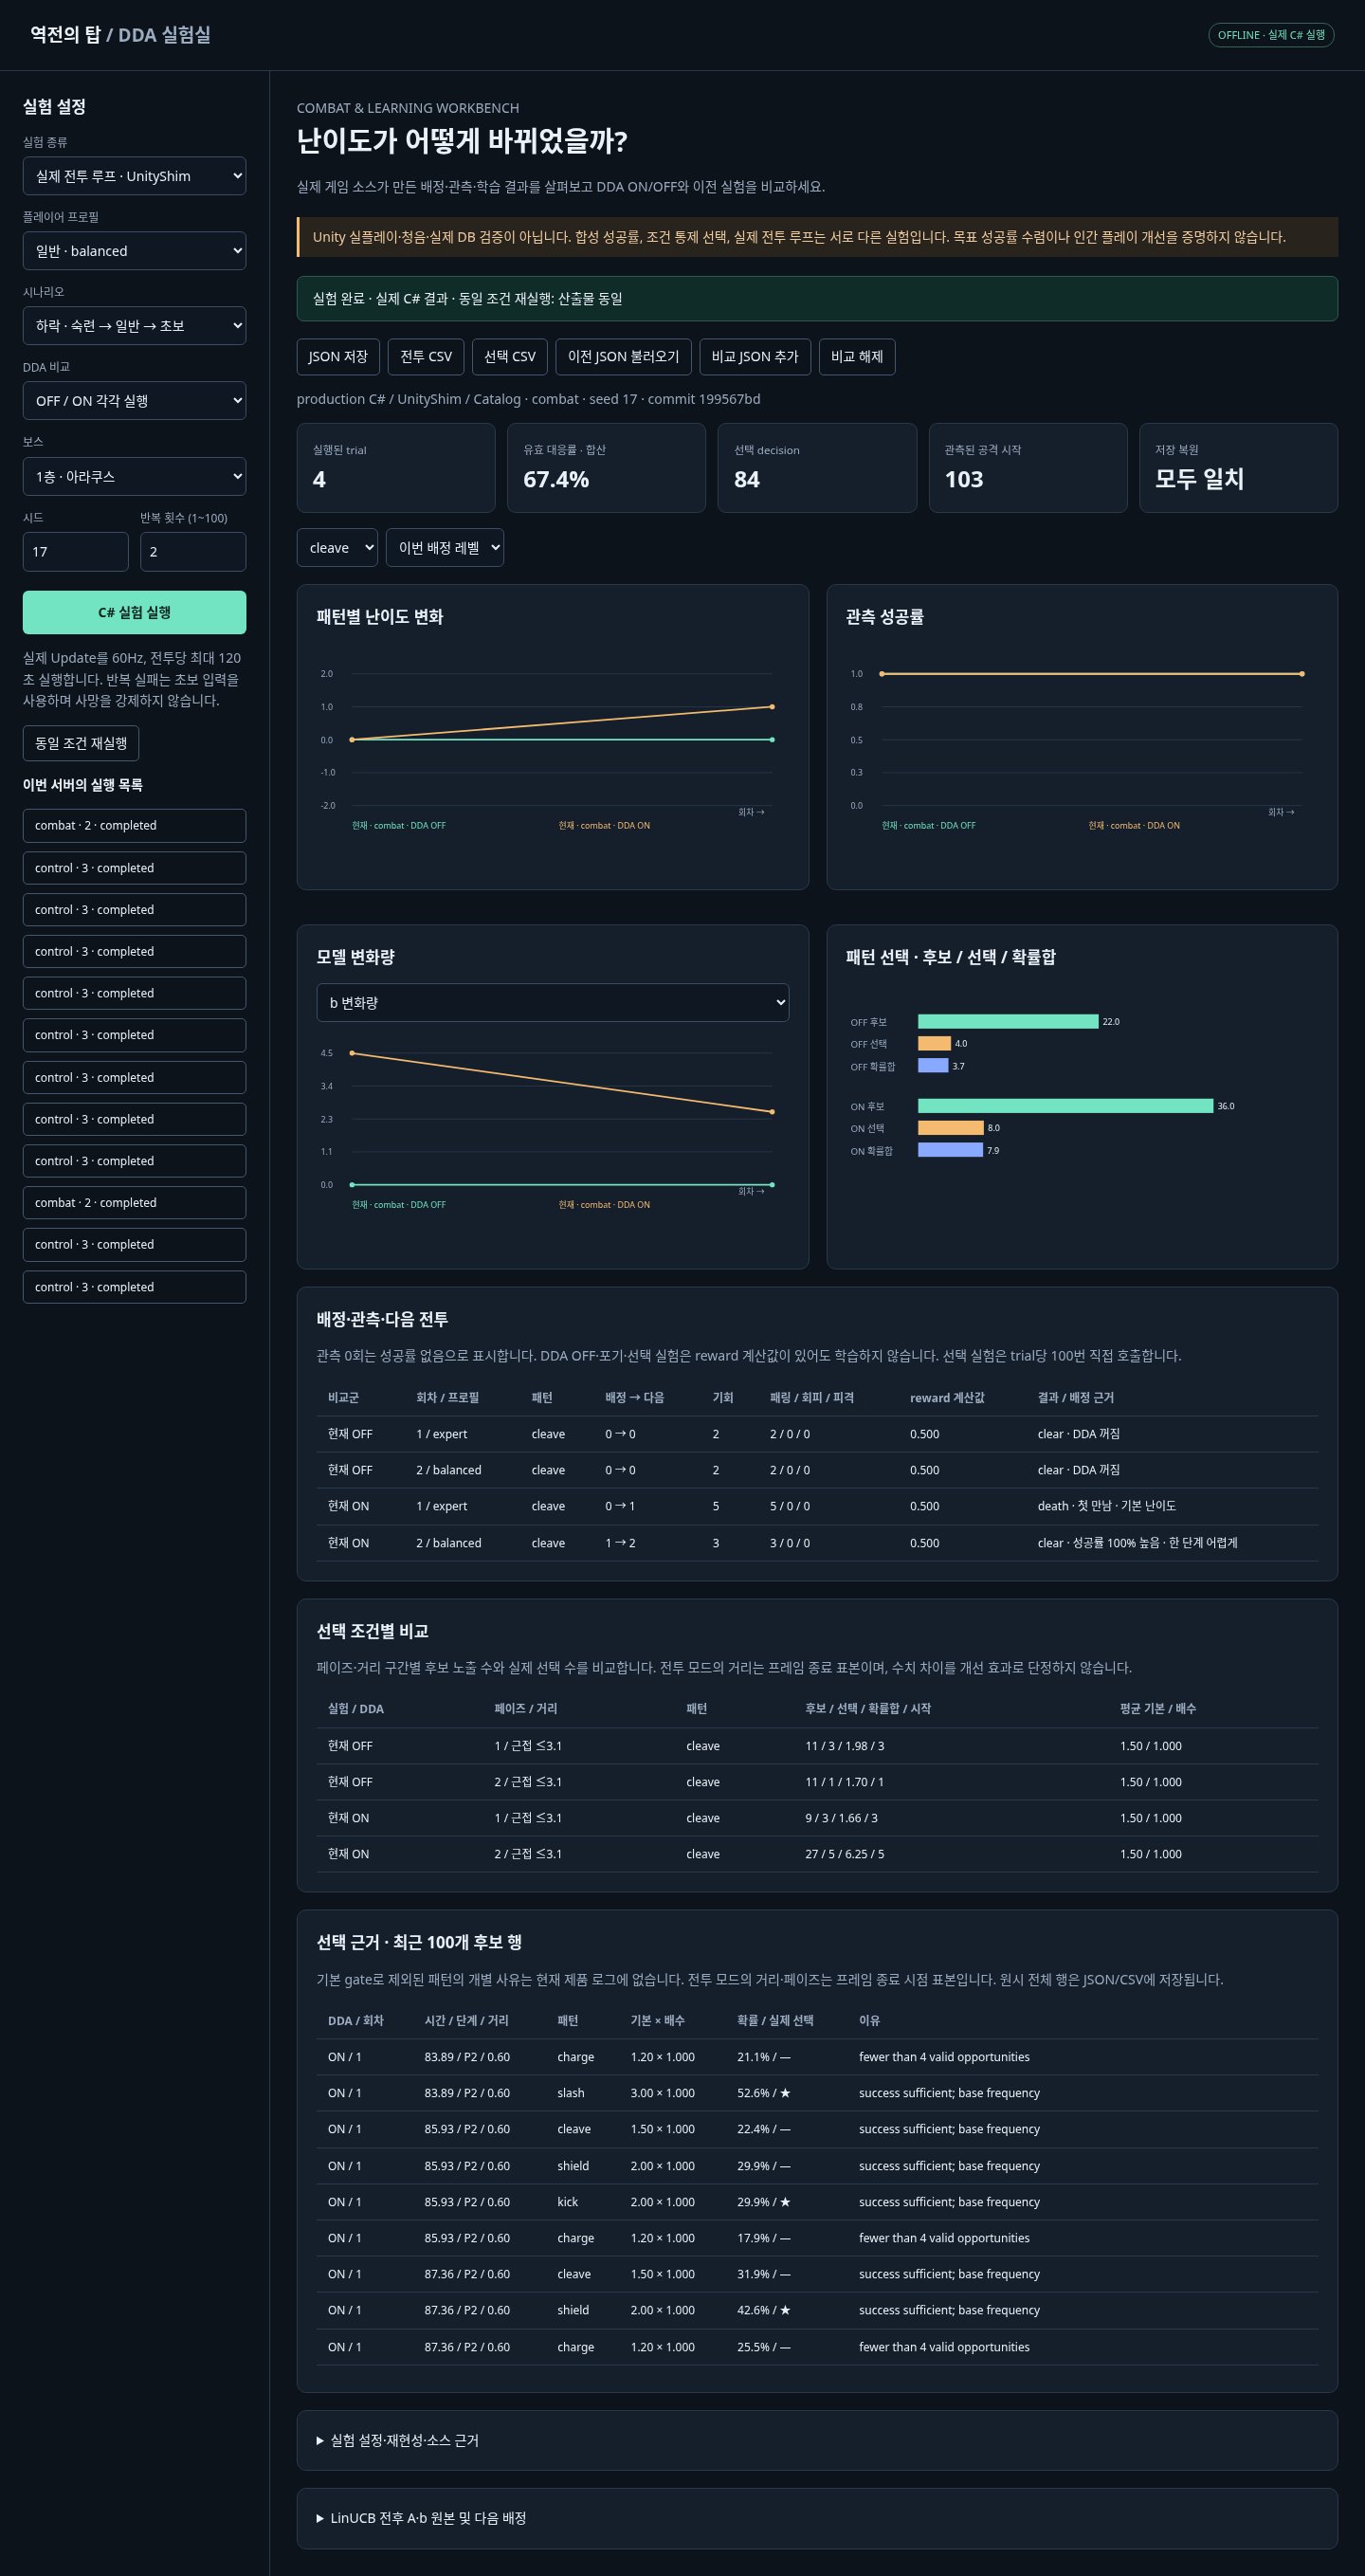 역전의 탑 / DDA 실험실
OFFLINE · 실제 C# 실행
실험 설정
실험 종류
실제 전투 루프 · UnityShim
플레이어 프로필
일반 · balanced
시나리오
하락 · 숙련 → 일반 → 초보
DDA 비교
OFF / ON 각각 실행
보스
1층 · 아라쿠스
시드
반복 횟수 (1~100)
17
2
C# 실험 실행
실제 Update를 60Hz, 전투당 최대 120
초 실행합니다. 반복 실패는 초보 입력을
사용하며 사망을 강제하지 않습니다.
동일 조건 재실행
이번 서버의 실행 목록
combat · 2 · completed
control · 3 · completed
control · 3 · completed
control · 3 · completed
control · 3 · completed
control · 3 · completed
control · 3 · completed
control · 3 · completed
control · 3 · completed
combat · 2 · completed
control · 3 · completed
control · 3 · completed
COMBAT & LEARNING WORKBENCH
난이도가 어떻게 바뀌었을까?
실제 게임 소스가 만든 배정·관측·학습 결과를 살펴보고 DDA ON/OFF와 이전 실험을 비교하세요.
Unity 실플레이·청음·실제 DB 검증이 아닙니다. 합성 성공률, 조건 통제 선택, 실제 전투 루프는 서로 다른 실험입니다. 목표 성공률 수렴이나 인간 플레이 개선을 증명하지 않습니다.
실험 완료 · 실제 C# 결과 · 동일 조건 재실행: 산출물 동일
JSON 저장
전투 CSV
선택 CSV
이전 JSON 불러오기
비교 JSON 추가
비교 해제
production C# / UnityShim / Catalog · combat · seed 17 · commit 199567bd
실행된 trial
4
유효 대응률 · 합산
67.4%
선택 decision
84
관측된 공격 시작
103
저장 복원
모두 일치
cleave
이번 배정 레벨
패턴별 난이도 변화
2.0
1.0
0.0
-1.0
-2.0
회차 →
현재 · combat · DDA OFF
현재 · combat · DDA ON
관측 성공률
1.0
0.8
0.5
0.3
0.0
회차 →
현재 · combat · DDA OFF
현재 · combat · DDA ON
모델 변화량
b 변화량
4.5
3.4
2.3
1.1
0.0
회차 →
현재 · combat · DDA OFF
현재 · combat · DDA ON
패턴 선택 · 후보 / 선택 / 확률합
OFF 후보 22.0
OFF 선택 4.0
OFF 확률합 3.7
ON 후보 36.0
ON 선택 8.0
ON 확률합 7.9
배정·관측·다음 전투
관측 0회는 성공률 없음으로 표시합니다. DDA OFF·포기·선택 실험은 reward 계산값이 있어도 학습하지 않습니다. 선택 실험은 trial당 100번 직접 호출합니다.
비교군 회차 / 프로필 패턴 배정 → 다음 기회 패링 / 회피 / 피격 reward 계산값 결과 / 배정 근거
현재 OFF 1 / expert cleave 0 → 0 2 2 / 0 / 0 0.500 clear · DDA 꺼짐
현재 OFF 2 / balanced cleave 0 → 0 2 2 / 0 / 0 0.500 clear · DDA 꺼짐
현재 ON 1 / expert cleave 0 → 1 5 5 / 0 / 0 0.500 death · 첫 만남 · 기본 난이도
현재 ON 2 / balanced cleave 1 → 2 3 3 / 0 / 0 0.500 clear · 성공률 100% 높음 · 한 단계 어렵게
선택 조건별 비교
페이즈·거리 구간별 후보 노출 수와 실제 선택 수를 비교합니다. 전투 모드의 거리는 프레임 종료 표본이며, 수치 차이를 개선 효과로 단정하지 않습니다.
실험 / DDA 페이즈 / 거리 패턴 후보 / 선택 / 확률합 / 시작 평균 기본 / 배수
현재 OFF 1 / 근접 ≤3.1 cleave 11 / 3 / 1.98 / 3 1.50 / 1.000
현재 OFF 2 / 근접 ≤3.1 cleave 11 / 1 / 1.70 / 1 1.50 / 1.000
현재 ON 1 / 근접 ≤3.1 cleave 9 / 3 / 1.66 / 3 1.50 / 1.000
현재 ON 2 / 근접 ≤3.1 cleave 27 / 5 / 6.25 / 5 1.50 / 1.000
선택 근거 · 최근 100개 후보 행
기본 gate로 제외된 패턴의 개별 사유는 현재 제품 로그에 없습니다. 전투 모드의 거리·페이즈는 프레임 종료 시점 표본입니다. 원시 전체 행은 JSON/CSV에 저장됩니다.
DDA / 회차 시간 / 단계 / 거리 패턴 기본 × 배수 확률 / 실제 선택 이유
ON / 1 83.89 / P2 / 0.60 charge 1.20 × 1.000 21.1% / — fewer than 4 valid opportunities
ON / 1 83.89 / P2 / 0.60 slash 3.00 × 1.000 52.6% / ★ success sufficient; base frequency
ON / 1 85.93 / P2 / 0.60 cleave 1.50 × 1.000 22.4% / — success sufficient; base frequency
ON / 1 85.93 / P2 / 0.60 shield 2.00 × 1.000 29.9% / — success sufficient; base frequency
ON / 1 85.93 / P2 / 0.60 kick 2.00 × 1.000 29.9% / ★ success sufficient; base frequency
ON / 1 85.93 / P2 / 0.60 charge 1.20 × 1.000 17.9% / — fewer than 4 valid opportunities
ON / 1 87.36 / P2 / 0.60 cleave 1.50 × 1.000 31.9% / — success sufficient; base frequency
ON / 1 87.36 / P2 / 0.60 shield 2.00 × 1.000 42.6% / ★ success sufficient; base frequency
ON / 1 87.36 / P2 / 0.60 charge 1.20 × 1.000 25.5% / — fewer than 4 valid opportunities
▶ 실험 설정·재현성·소스 근거
▶ LinUCB 전후 A·b 원본 및 다음 배정